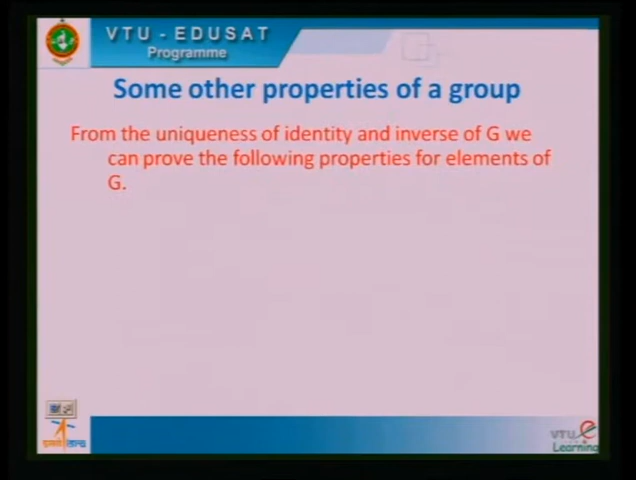 VTU - EDUSAT
Programme
Some other properties of a group
From the uniqueness of identity and inverse of G we
can prove the following properties for elements of
G.
VTU e
Learning